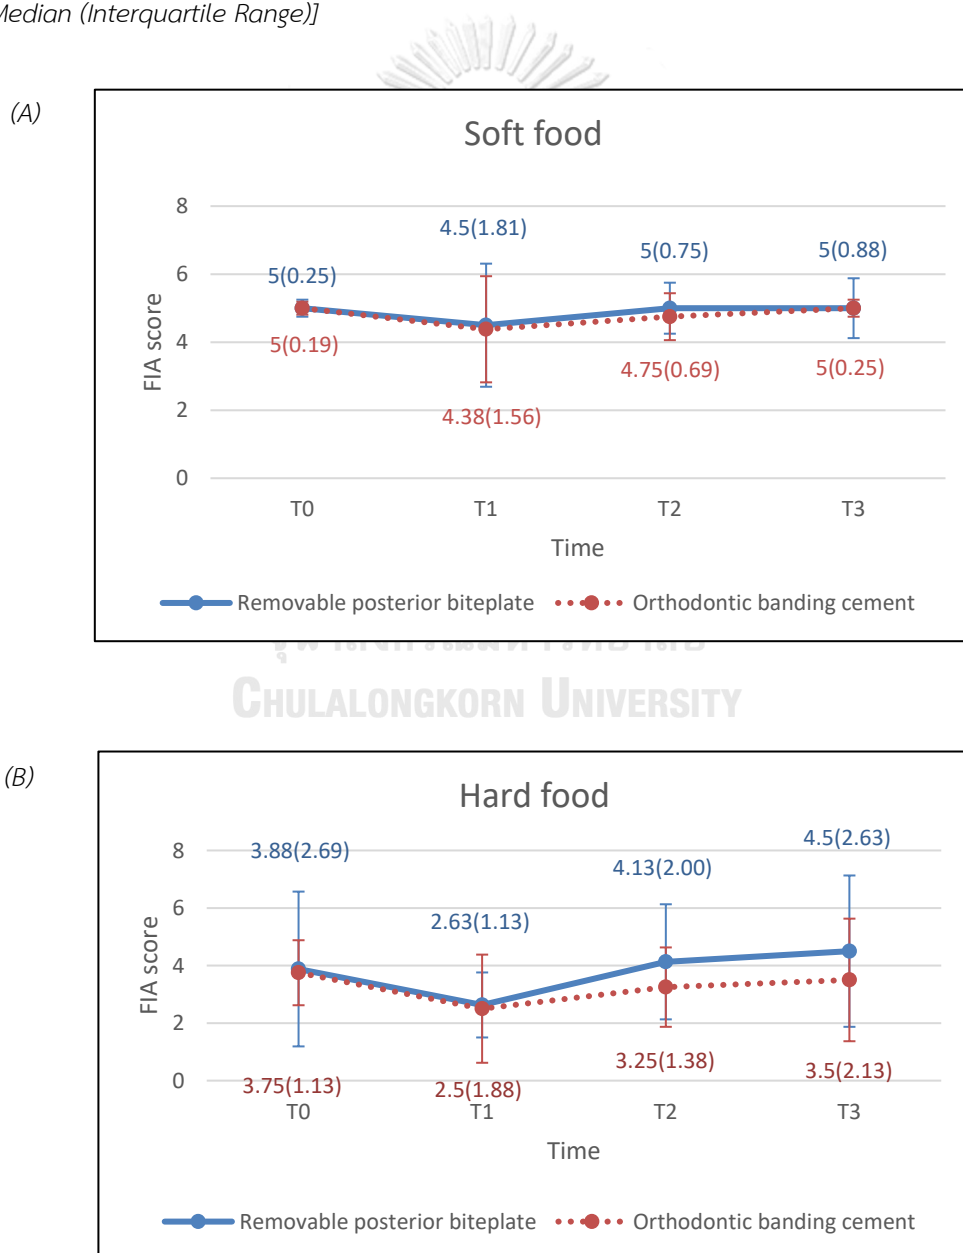 Median (Interquartile Range)]
(A)
Soft food
FIA score
8
6
4
2
0
4.5(1.81)
5(0.25)
5(0.75)
5(0.88)
5(0.19)
4.38(1.56)
4.75(0.69)
5(0.25)
T0 T1 T2 T3
Time
Removable posterior biteplate Orthodontic banding cement
CHULALONGKORN UNIVERSITY
(B)
Hard food
FIA score
8
6
4
2
0
3.88(2.69)
2.63(1.13)
4.13(2.00)
4.5(2.63)
3.75(1.13)
2.5(1.88)
3.25(1.38)
3.5(2.13)
T0 T1 T2 T3
Time
Removable posterior biteplate Orthodontic banding cement